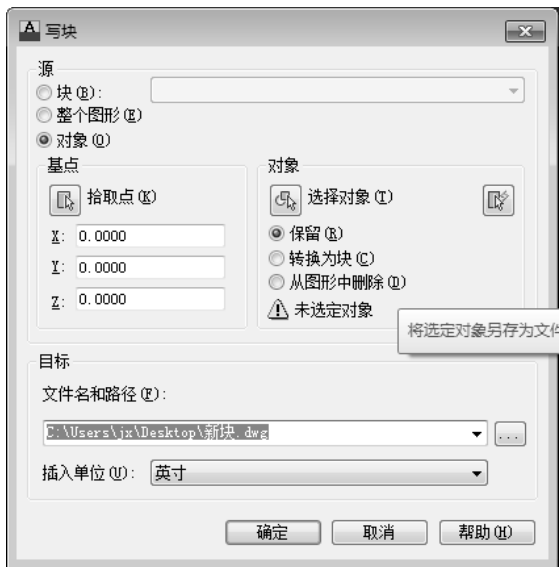 写块
源
块(B):
整个图形(E)
对象(O)
基点
拾取点(K)
X: 0.0000
Y: 0.0000
Z: 0.0000
对象
选择对象(T)
保留(R)
转换为块(C)
从图形中删除(D)
未选定对象
将选定对象另存为文件
目标
文件名和路径(F):
C:\Users\jx\Desktop\新块.dwg
...
插入单位(U): 英寸
确定 取消 帮助(H)